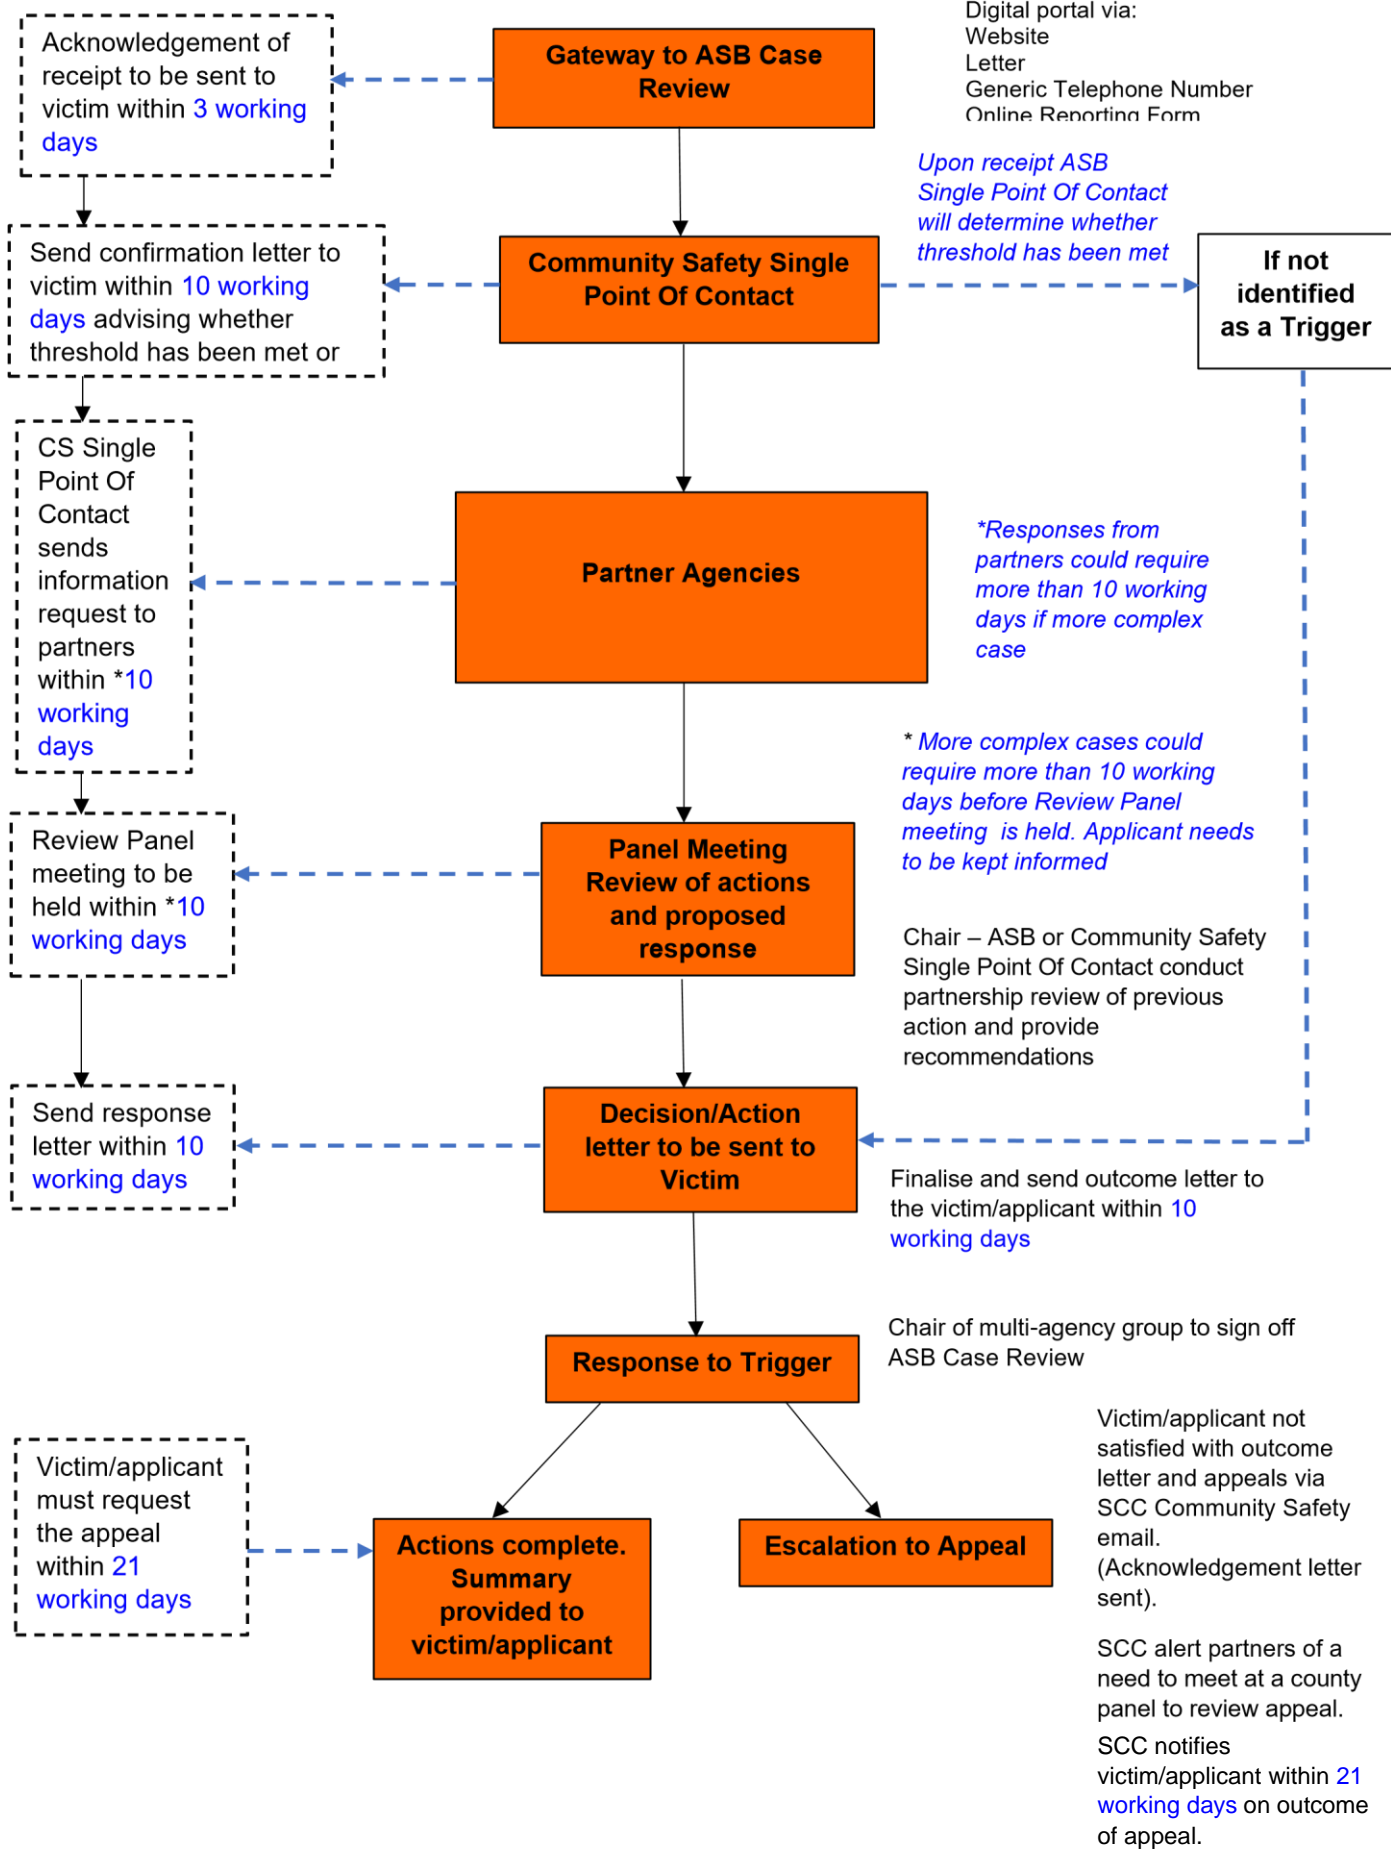 Digital portal via:
Website
Letter
Generic Telephone Number
Online Reporting Form
Acknowledgement of
receipt to be sent to
victim within 3 working
days
Gateway to ASB Case
Review
Upon receipt ASB
Single Point Of Contact
will determine whether
threshold has been met
Send confirmation letter to
victim within 10 working
days advising whether
threshold has been met or
Community Safety Single
Point Of Contact
If not
identified
as a Trigger
CS Single
Point Of
Contact
sends
information
request to
partners
within *10
working
days
Partner Agencies
*Responses from
partners could require
more than 10 working
days if more complex
case
* More complex cases could
require more than 10 working
days before Review Panel
meeting is held. Applicant needs
to be kept informed
Review Panel
meeting to be
held within *10
working days
Panel Meeting
Review of actions
and proposed
response
Chair – ASB or Community Safety
Single Point Of Contact conduct
partnership review of previous
action and provide
recommendations
Send response
letter within 10
working days
Decision/Action
letter to be sent to
Victim
Finalise and send outcome letter to
the victim/applicant within 10
working days
Response to Trigger
Chair of multi-agency group to sign off
ASB Case Review
Victim/applicant
must request
the appeal
within 21
working days
Actions complete.
Summary
provided to
victim/applicant
Escalation to Appeal
Victim/applicant not
satisfied with outcome
letter and appeals via
SCC Community Safety
email.
(Acknowledgement letter
sent).
SCC alert partners of a
need to meet at a county
panel to review appeal.
SCC notifies
victim/applicant within 21
working days on outcome
of appeal.